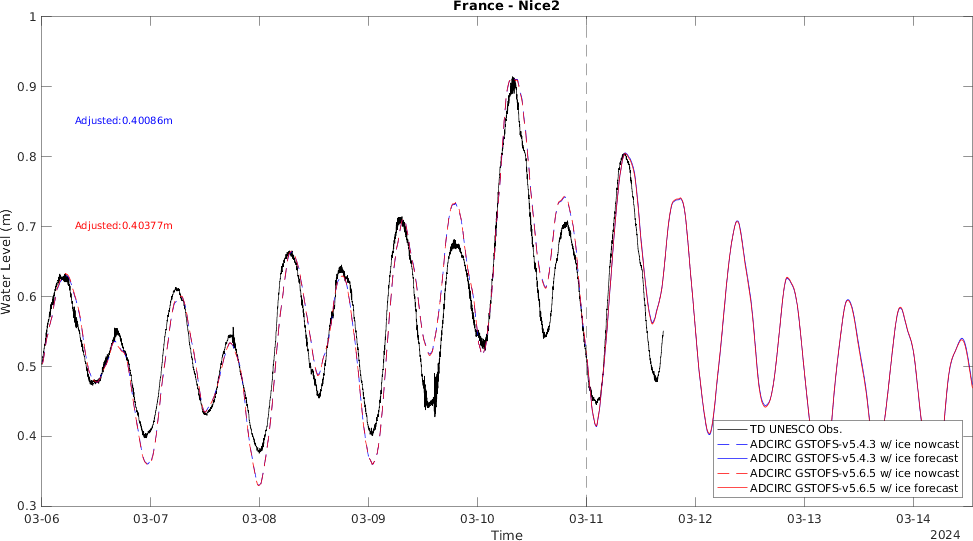 France - Nice2
1
0.9
0.8
0.7
0.6
0.5
0.4
0.3
Water Level (m)
Adjusted:0.40086m
Adjusted:0.40377m
TD UNESCO Obs.
ADCIRC GSTOFS-v5.4.3 w/ ice nowcast
ADCIRC GSTOFS-v5.4.3 w/ ice forecast
ADCIRC GSTOFS-v5.6.5 w/ ice nowcast
ADCIRC GSTOFS-v5.6.5 w/ ice forecast
03-06 03-07 03-08 03-09 03-10 03-11 03-12 03-13 03-14
Time
2024